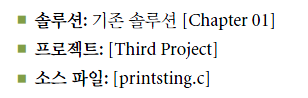 솔루션: 기존 솔루션 [Chapter 01]
프로젝트: [Third Project]
소스 파일: [printsting.c]